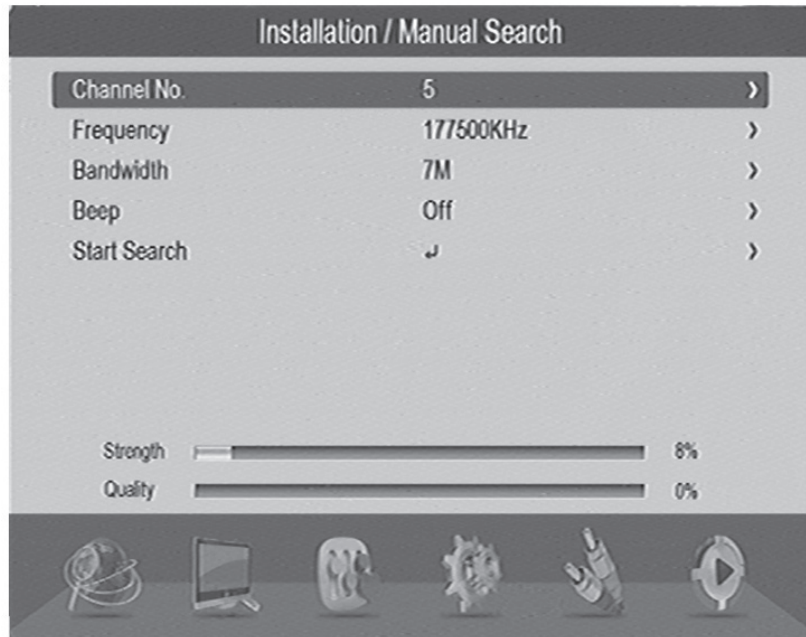 Installation / Manual Search
Channel No. 5
Frequency 177500KHz
Bandwidth 7M
Beep Off
Start Search
Strength 8%
Quality 0%